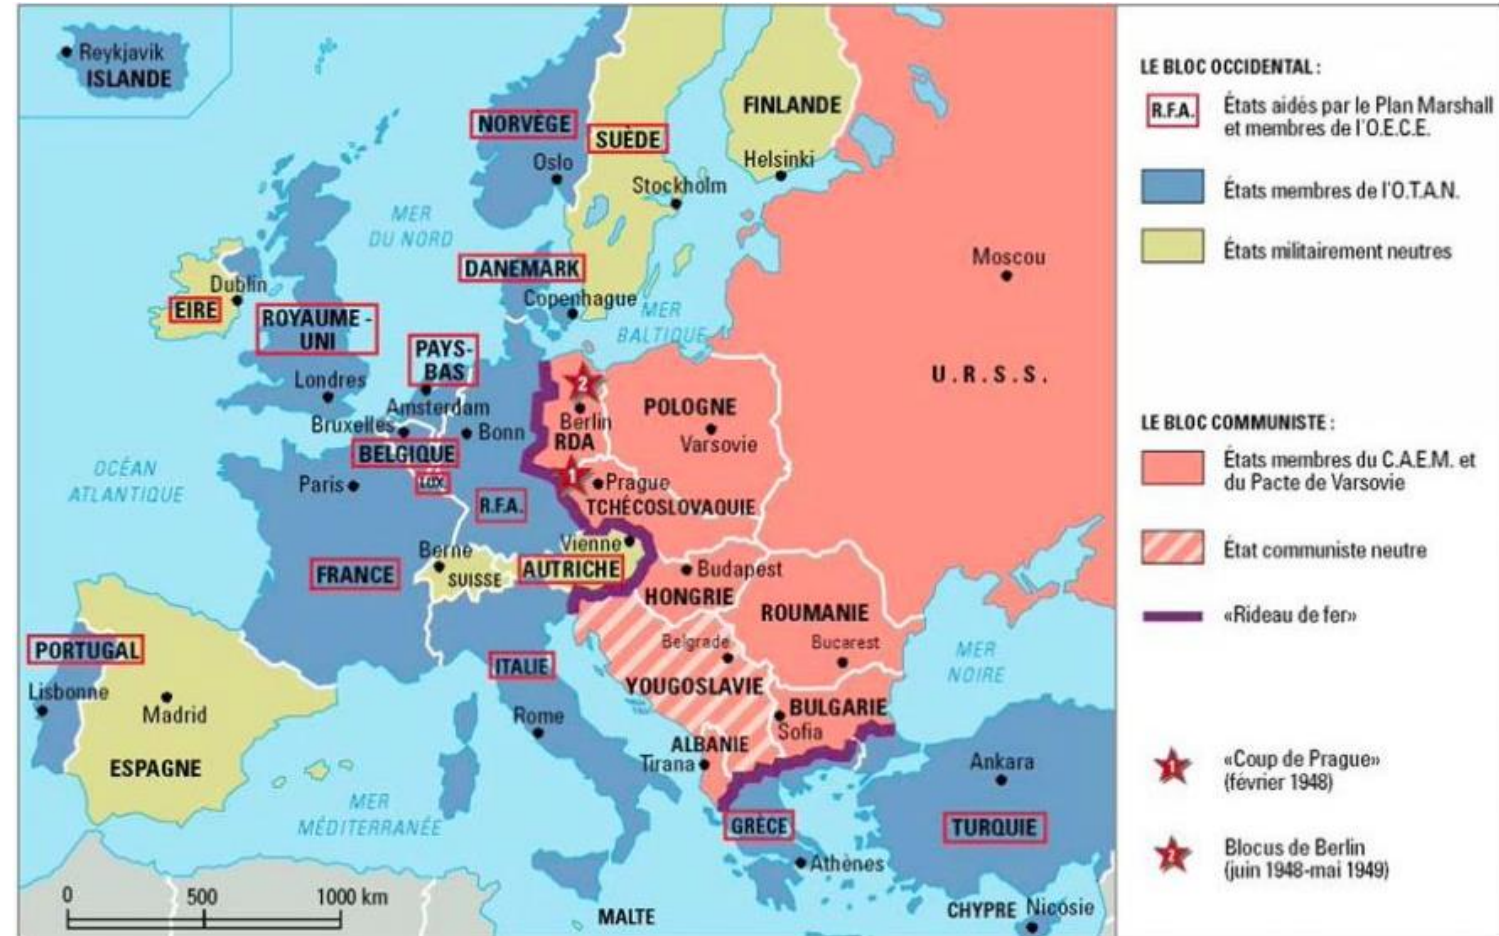 Reykjavik
ISLANDE
NORVÈGE
Oslo
SUÈDE
Stockholm
FINLANDE
Helsinki
MER
DU NORD
DANEMARK
Copenhague
MER
BALTIQUE
Moscou
U.R.S.S.
Dublin
EIRE
ROYAUME-
UNI
Londres
PAYS-
BAS
Amsterdam
Bruxelles
BELGIQUE
LUX.
Bonn
R.F.A.
2
Berlin
RDA
POLOGNE
Varsovie
1
Prague
TCHÉCOSLOVAQUIE
OCÉAN
ATLANTIQUE
Paris
FRANCE
Berne
SUISSE
Vienne
AUTRICHE
Budapest
HONGRIE
ROUMANIE
Bucarest
Belgrade
YOUGOSLAVIE
BULGARIE
Sofia
ALBANIE
Tirana
MER
NOIRE
PORTUGAL
Lisbonne
Madrid
ESPAGNE
ITALIE
Rome
MER
MÉDITERRANÉE
GRÈCE
Athènes
Ankara
TURQUIE
MALTE
CHYPRE
Nicosie
0 500 1000 km
LE BLOC OCCIDENTAL :
R.F.A.
États aidés par le Plan Marshall
et membres de l'O.E.C.E.
États membres de l'O.T.A.N.
États militairement neutres
LE BLOC COMMUNISTE :
États membres du C.A.E.M. et
du Pacte de Varsovie
État communiste neutre
«Rideau de fer»
1
«Coup de Prague»
(février 1948)
2
Blocus de Berlin
(juin 1948-mai 1949)